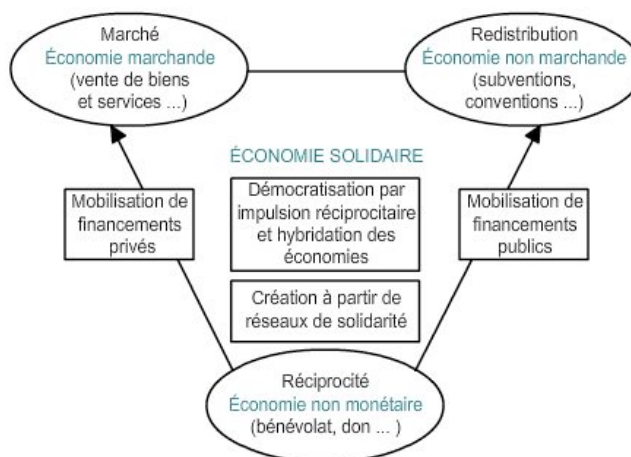 Marché
Économie marchande
(vente de biens
et services ...)
Redistribution
Économie non marchande
(subventions,
conventions ...)
ÉCONOMIE SOLIDAIRE
Mobilisation de
financements
privés
Démocratisation par
impulsion réciprocitaire
et hybridation des
économies
Mobilisation de
financements
publics
Création à partir de
réseaux de solidarité
Réciprocité
Économie non monétaire
(bénévolat, don ... )